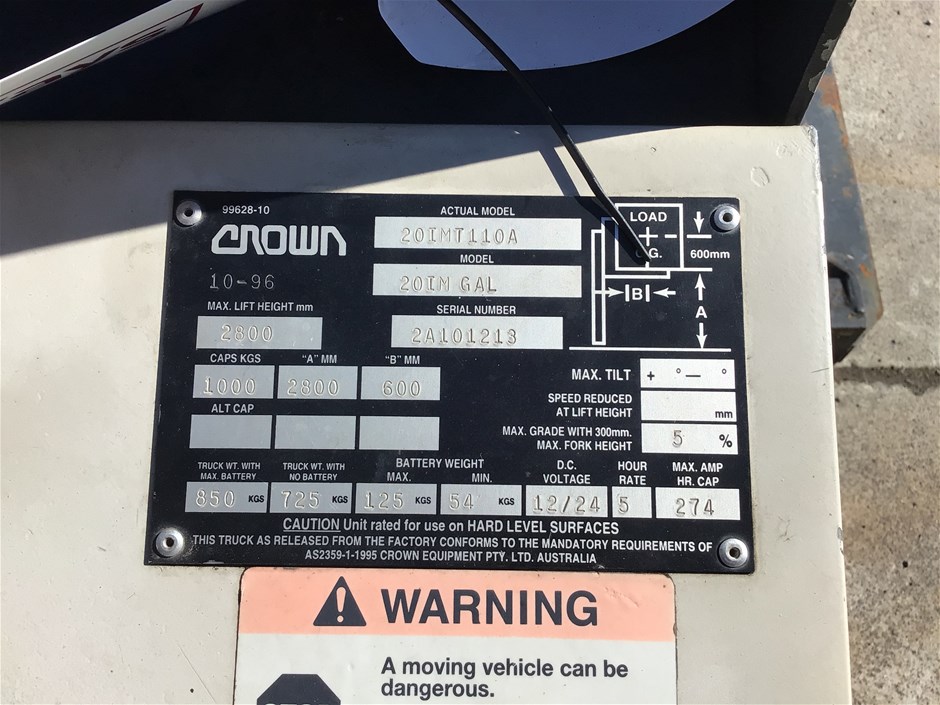 99628-10
CROWN
10-96
ACTUAL MODEL
20IMT110A
MODEL
20IM GAL
SERIAL NUMBER
2A101213
LOAD
C.G.
600mm
B
A
MAX. LIFT HEIGHT mm
2800
CAPS KGS "A" MM "B" MM
1000 2800 600
ALT CAP
MAX. TILT + ° — °
SPEED REDUCED
AT LIFT HEIGHT mm
MAX. GRADE WITH 300mm.
MAX. FORK HEIGHT 5 %
TRUCK WT. WITH
MAX. BATTERY
850 KGS
TRUCK WT. WITH
NO BATTERY
725 KGS
BATTERY WEIGHT
MAX. MIN.
125 KGS 54 KGS
D.C.
VOLTAGE
12/24
HOUR
RATE
5
MAX. AMP
HR. CAP
274
CAUTION Unit rated for use on HARD LEVEL SURFACES
THIS TRUCK AS RELEASED FROM THE FACTORY CONFORMS TO THE MANDATORY REQUIREMENTS OF
AS2359-1-1995 CROWN EQUIPMENT PTY. LTD. AUSTRALIA
WARNING
A moving vehicle can be
dangerous.